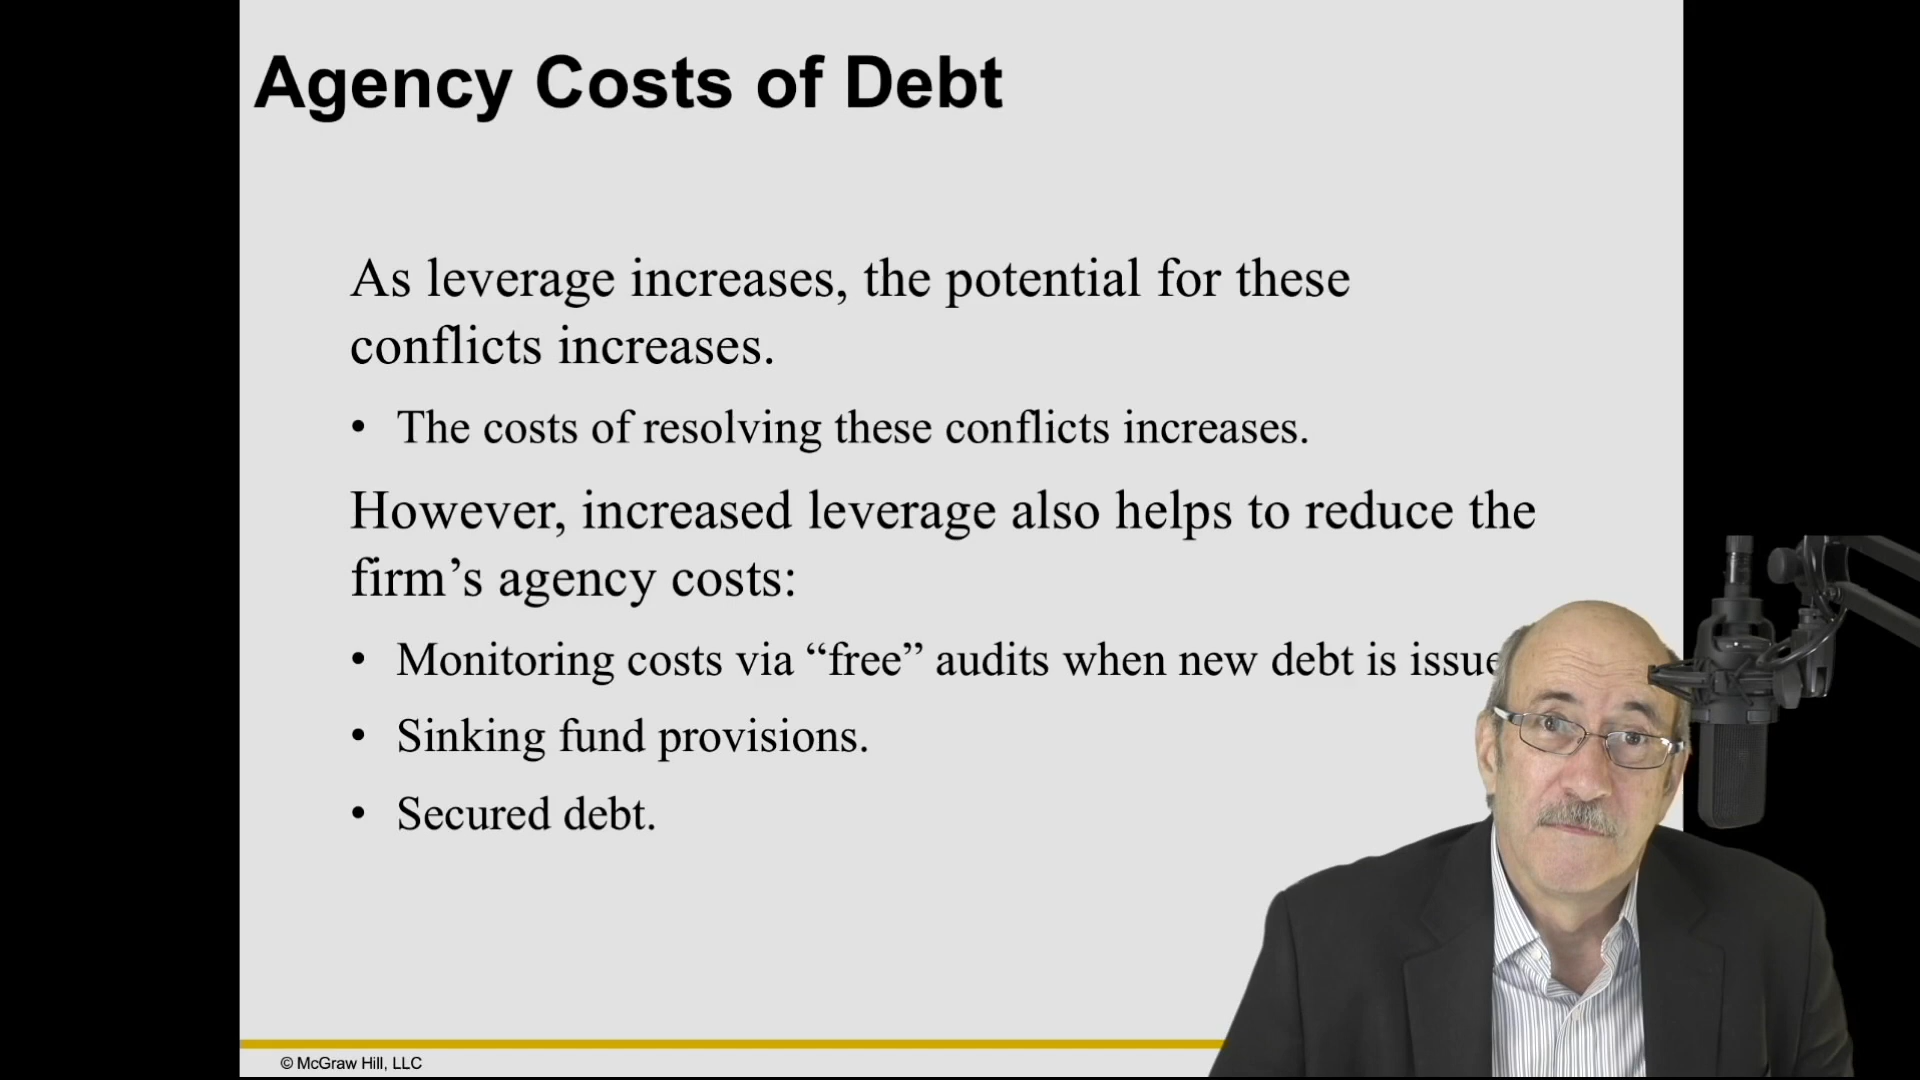 Agency Costs of Debt
As leverage increases, the potential for these
conflicts increases.
• The costs of resolving these conflicts increases.
However, increased leverage also helps to reduce the
firm’s agency costs:
• Monitoring costs via “free” audits when new debt is
• Sinking fund provisions.
• Secured debt.
© McGraw Hill, LLC